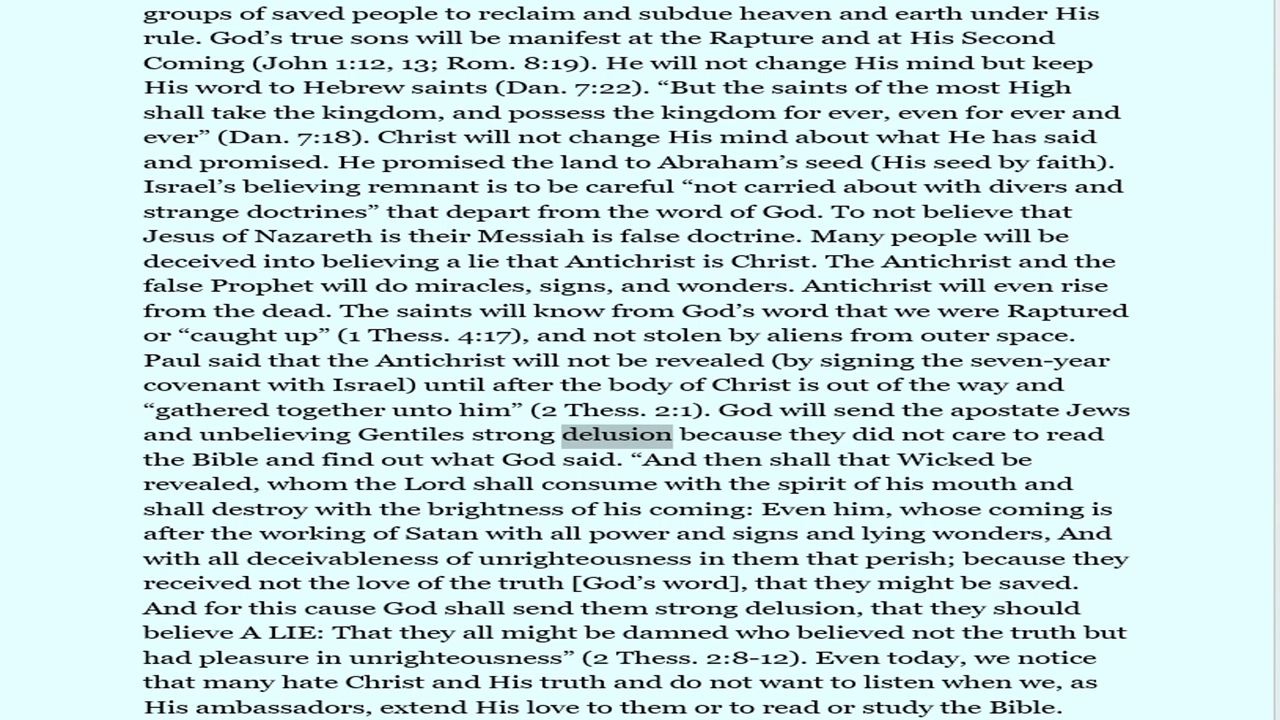 groups of saved people to reclaim and subdue heaven and earth under His
rule. God’s true sons will be manifest at the Rapture and at His Second
Coming (John 1:12, 13; Rom. 8:19). He will not change His mind but keep
His word to Hebrew saints (Dan. 7:22). “But the saints of the most High
shall take the kingdom, and possess the kingdom for ever, even for ever and
ever” (Dan. 7:18). Christ will not change His mind about what He has said
and promised. He promised the land to Abraham’s seed (His seed by faith).
Israel’s believing remnant is to be careful “not carried about with divers and
strange doctrines” that depart from the word of God. To not believe that
Jesus of Nazareth is their Messiah is false doctrine. Many people will be
deceived into believing a lie that Antichrist is Christ. The Antichrist and the
false Prophet will do miracles, signs, and wonders. Antichrist will even rise
from the dead. The saints will know from God’s word that we were Raptured
or “caught up” (1 Thess. 4:17), and not stolen by aliens from outer space.
Paul said that the Antichrist will not be revealed (by signing the seven-year
covenant with Israel) until after the body of Christ is out of the way and
“gathered together unto him” (2 Thess. 2:1). God will send the apostate Jews
and unbelieving Gentiles strong delusion because they did not care to read
the Bible and find out what God said. “And then shall that Wicked be
revealed, whom the Lord shall consume with the spirit of his mouth and
shall destroy with the brightness of his coming: Even him, whose coming is
after the working of Satan with all power and signs and lying wonders, And
with all deceivableness of unrighteousness in them that perish; because they
received not the love of the truth [God’s word], that they might be saved.
And for this cause God shall send them strong delusion, that they should
believe A LIE: That they all might be damned who believed not the truth but
had pleasure in unrighteousness” (2 Thess. 2:8-12). Even today, we notice
that many hate Christ and His truth and do not want to listen when we, as
His ambassadors, extend His love to them or to read or study the Bible.